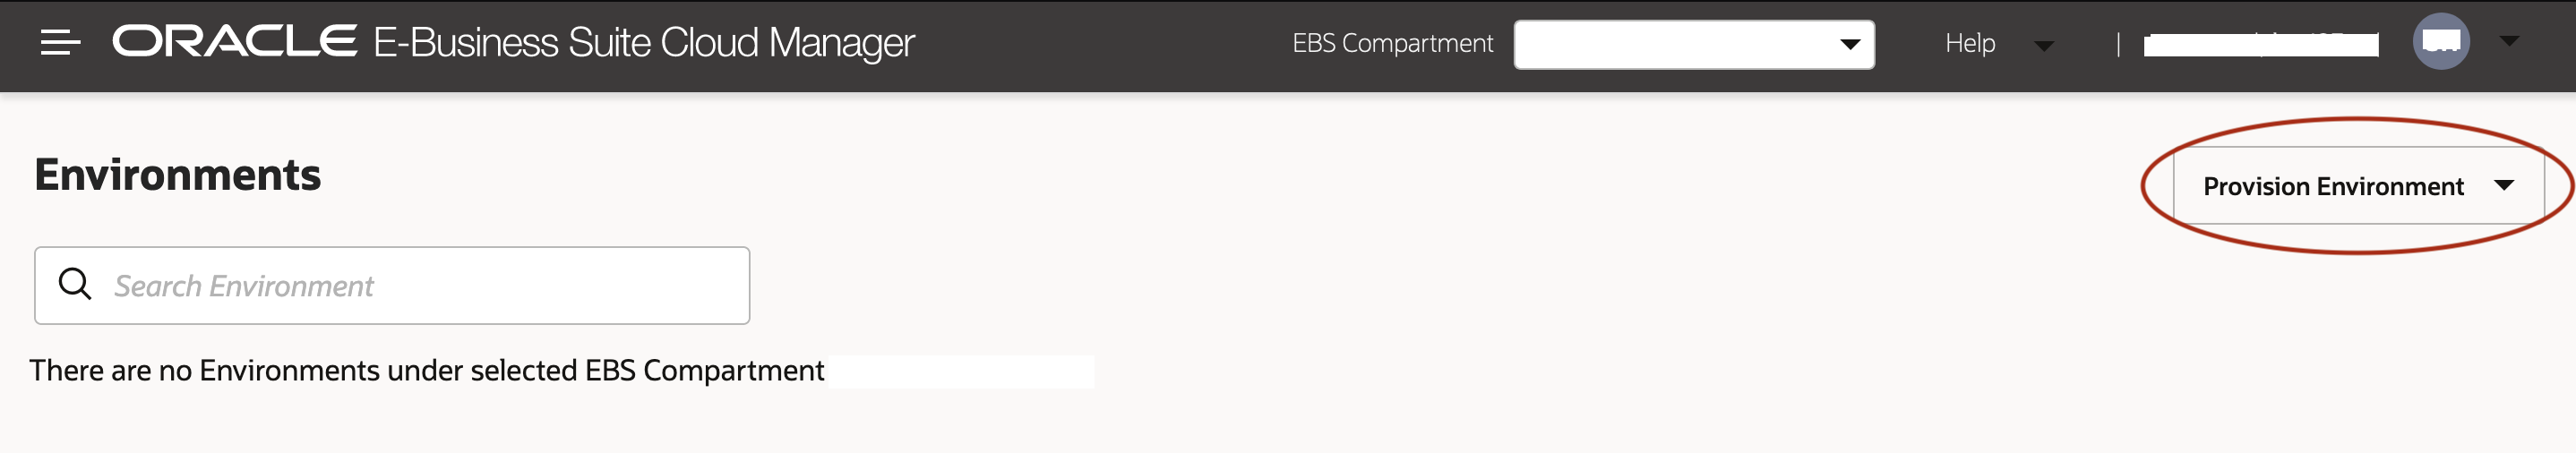 ORACLE E-Business Suite Cloud Manager EBS Compartment Help |
Environments
Provision Environment
Search Environment
There are no Environments under selected EBS Compartment